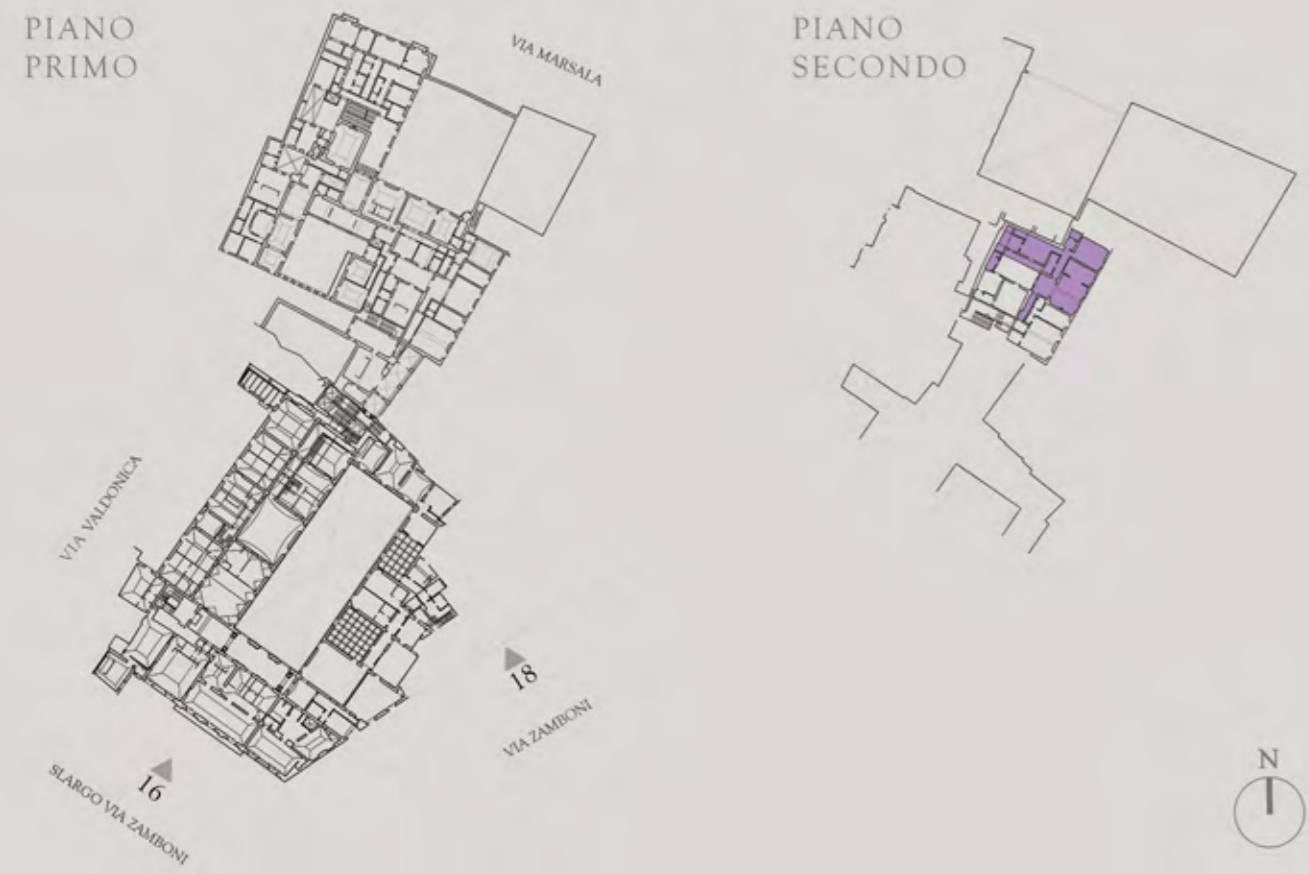 PIANO
PRIMO
VIA MARSALA
PIANO
SECONDO
VIA VALDONICA
18
VIA ZAMBONI
16
SLARGO VIA ZAMBONI
N